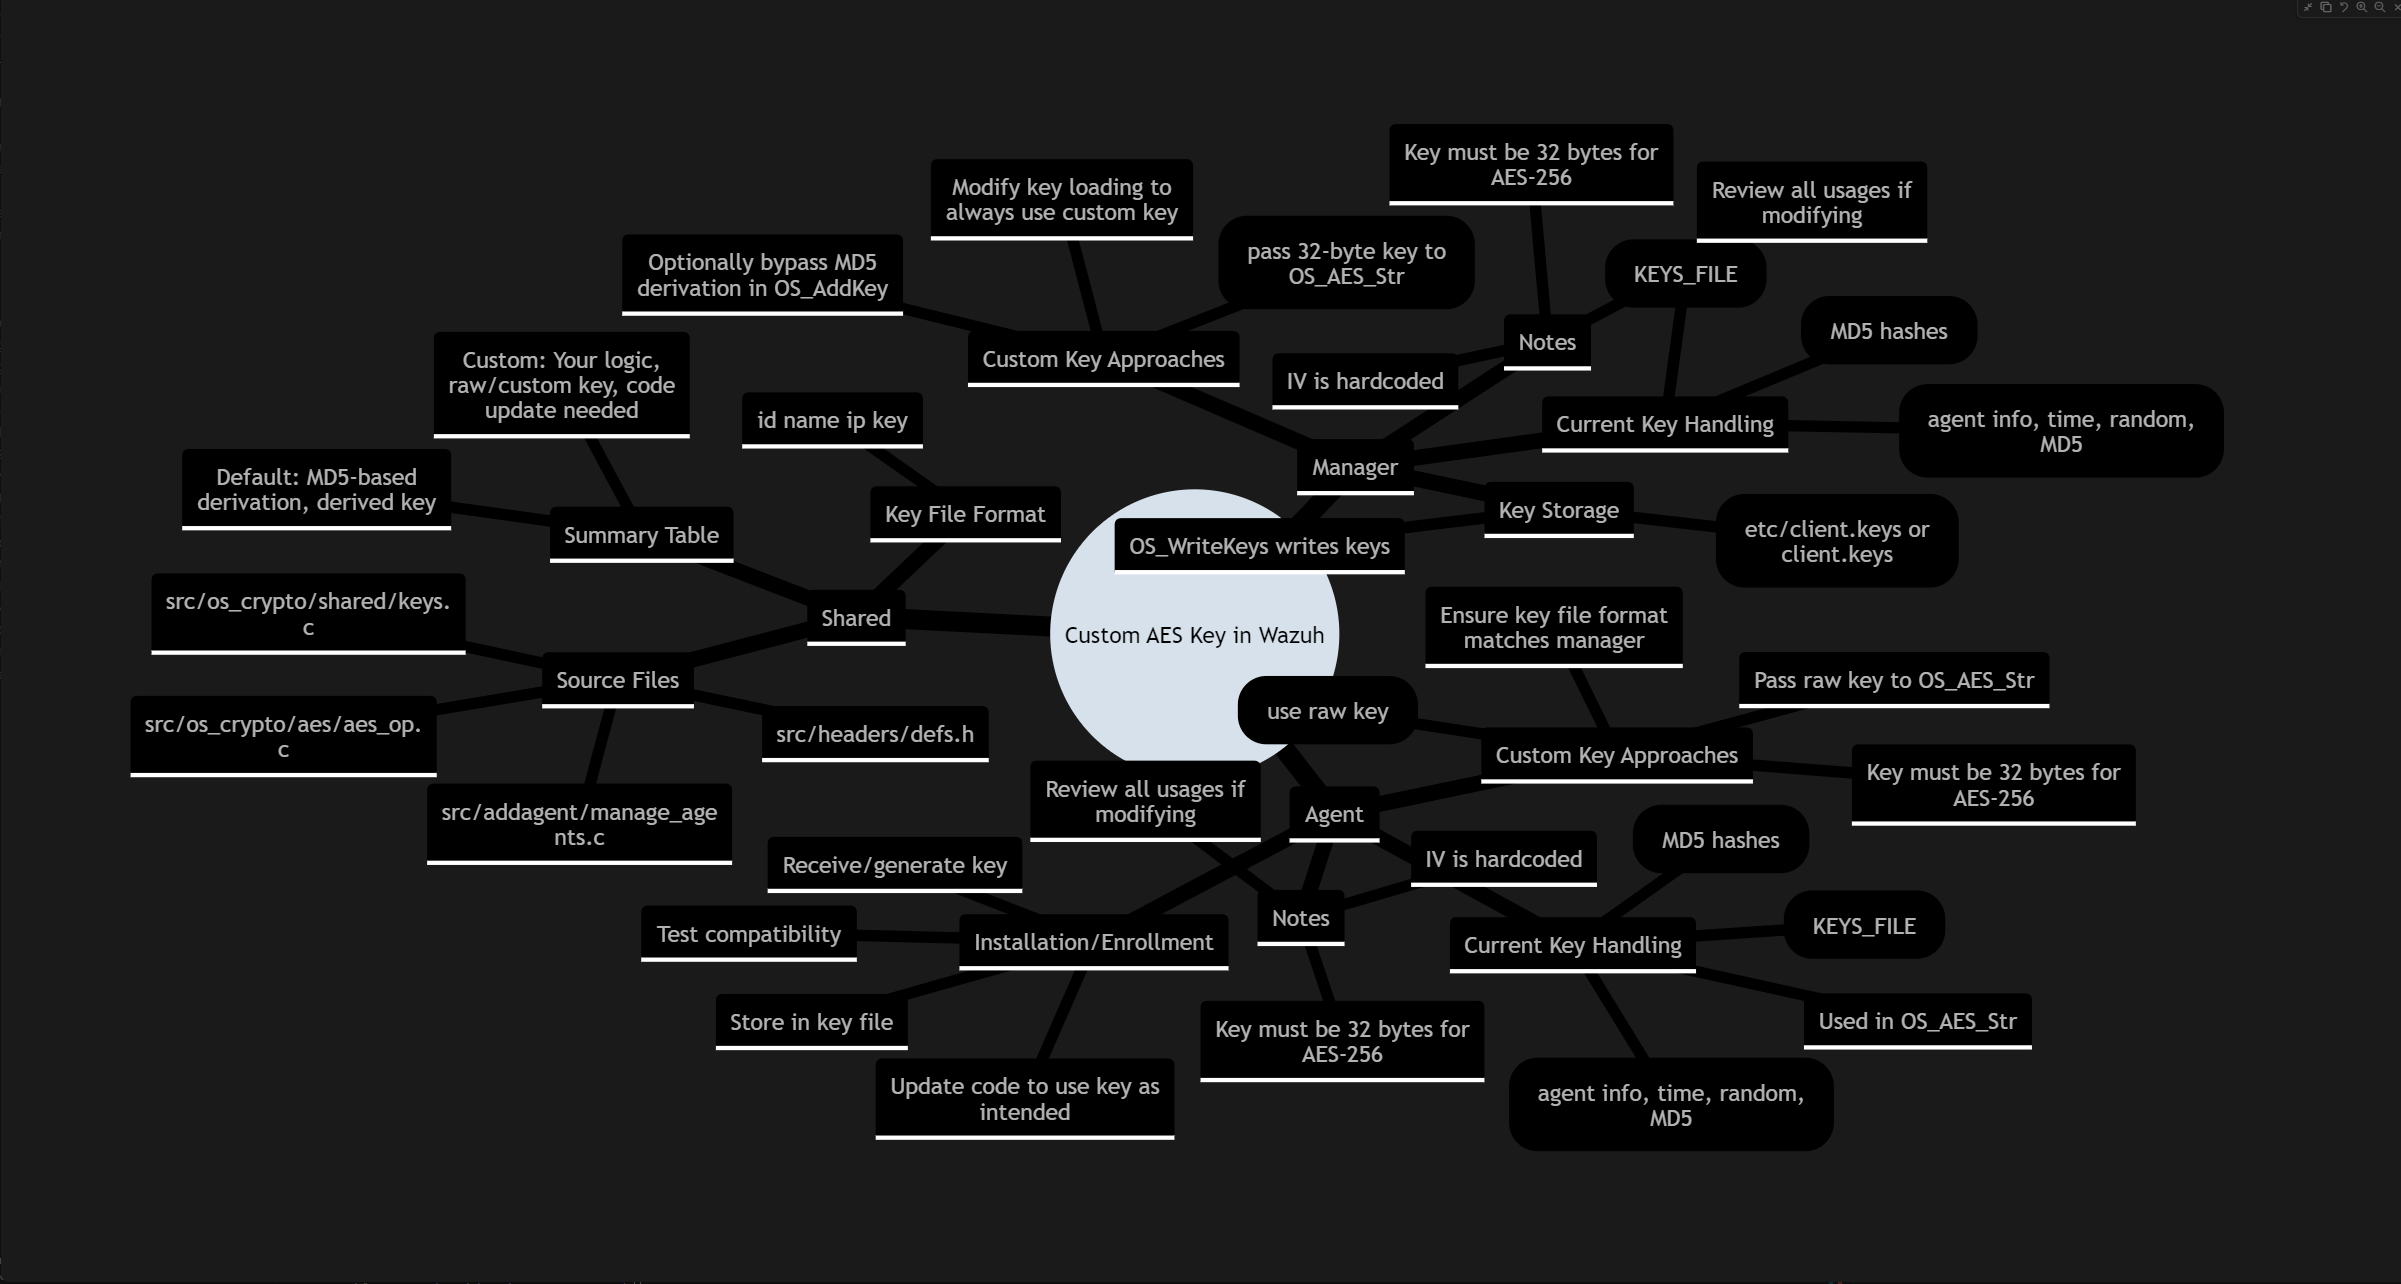 Key must be 32 bytes for
AES-256
Modify key loading to
always use custom key
Review all usages if
modifying
Optionally bypass MD5
derivation in OS_AddKey
pass 32-byte key to
OS_AES_Str
KEYS_FILE
MD5 hashes
Notes
Custom Key Approaches
Custom: Your logic,
raw/custom key, code
update needed
IV is hardcoded
id name ip key
Current Key Handling
agent info, time, random,
MD5
Manager
Default: MD5-based
derivation, derived key
Key File Format
Key Storage
Summary Table
OS_WriteKeys writes keys
etc/client.keys or
client.keys
src/os_crypto/shared/keys.
c
Shared
Custom AES Key in Wazuh
Ensure key file format
matches manager
Source Files
Pass raw key to OS_AES_Str
use raw key
src/os_crypto/aes/aes_op.
c
src/headers/defs.h
Custom Key Approaches
Key must be 32 bytes for
AES-256
Review all usages if
modifying
Agent
src/addagent/manage_age
nts.c
MD5 hashes
Receive/generate key
IV is hardcoded
Notes
KEYS_FILE
Test compatibility
Installation/Enrollment
Current Key Handling
Store in key file
Key must be 32 bytes for
AES-256
Used in OS_AES_Str
Update code to use key as
intended
agent info, time, random,
MD5